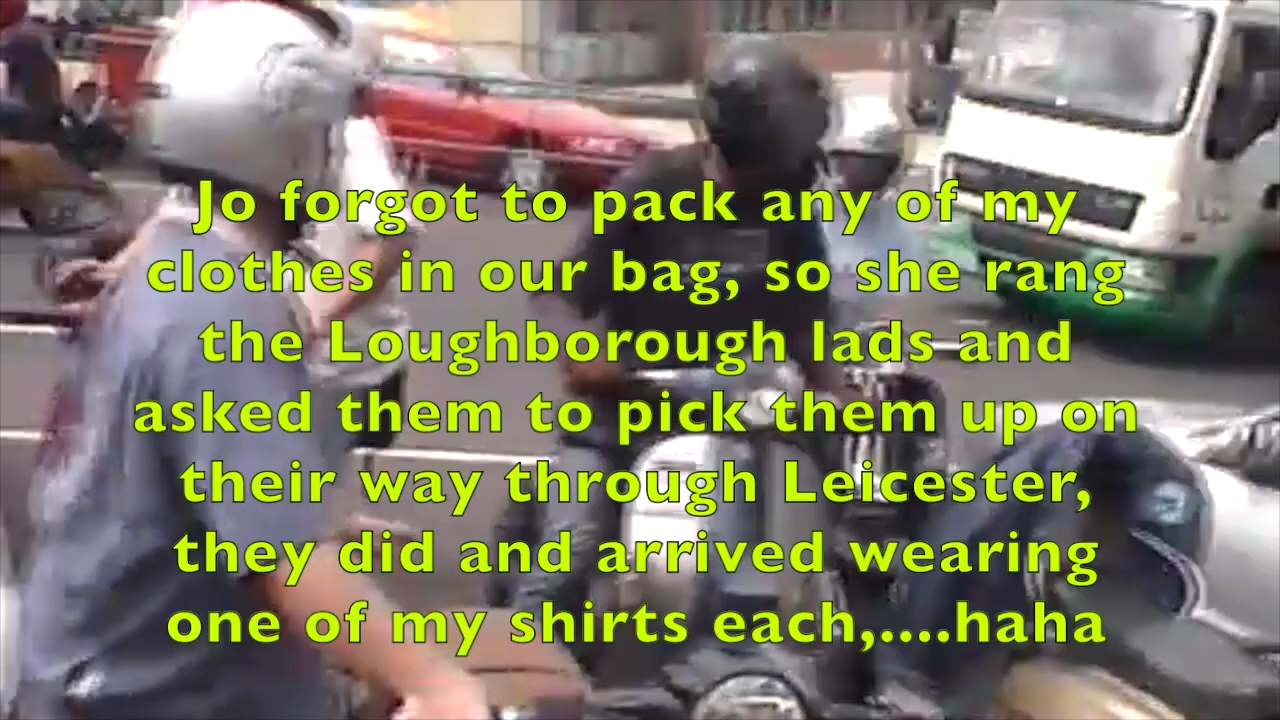 Jo forgot to pack any of my
clothes in our bag, so she rang
the Loughborough lads and
asked them to pick them up on
their way through Leicester,
they did and arrived wearing
one of my shirts each,....haha